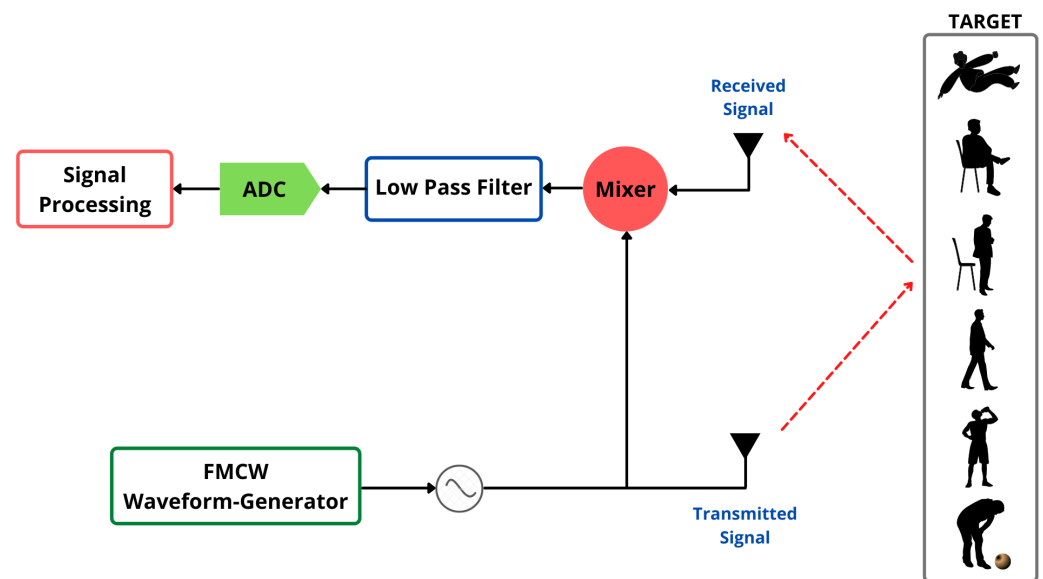 TARGET
Received
Signal
Signal
Processing
ADC
Low Pass Filter
Mixer
FMCW
Waveform-Generator
Transmitted
Signal